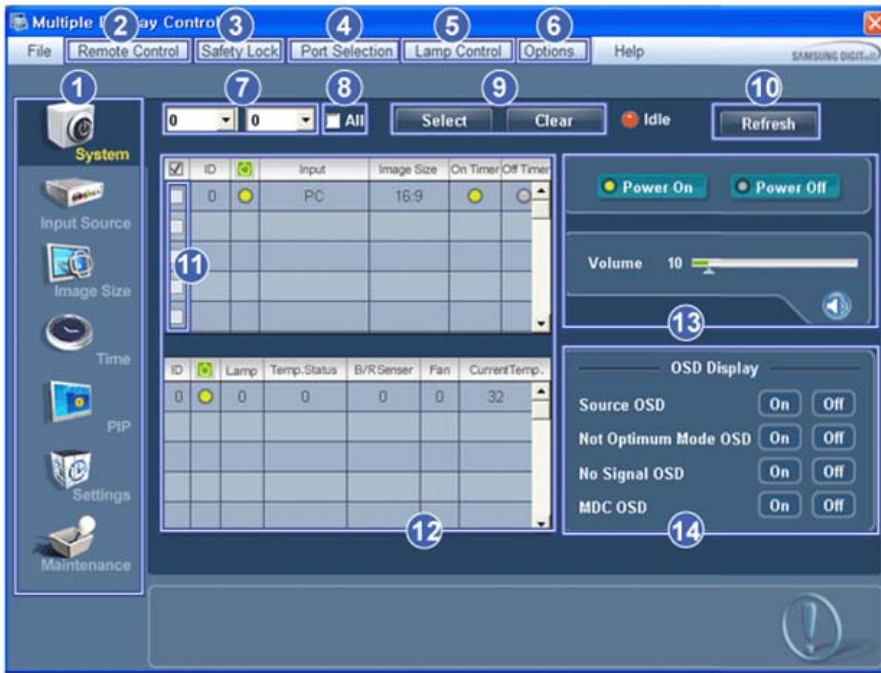 Multiple Display Control
2 3 4 5 6
File Remote Control Safety Lock Port Selection Lamp Control Options Help SAMSUNG DIGITall
1 7 8 9 10
0 0 All Select Clear Idle Refresh
System
Input Source
Image Size
Time
PIP
Settings
Maintenance
ID Input Image Size On Timer Off Timer
0 PC 16:9
11
ID Lamp Temp.Status B/R Senser Fan CurrentTemp.
0 0 0 0 0 32
12
Power On Power Off
Volume 10
13
OSD Display
Source OSD On Off
Not Optimum Mode OSD On Off
No Signal OSD On Off
MDC OSD On Off
14